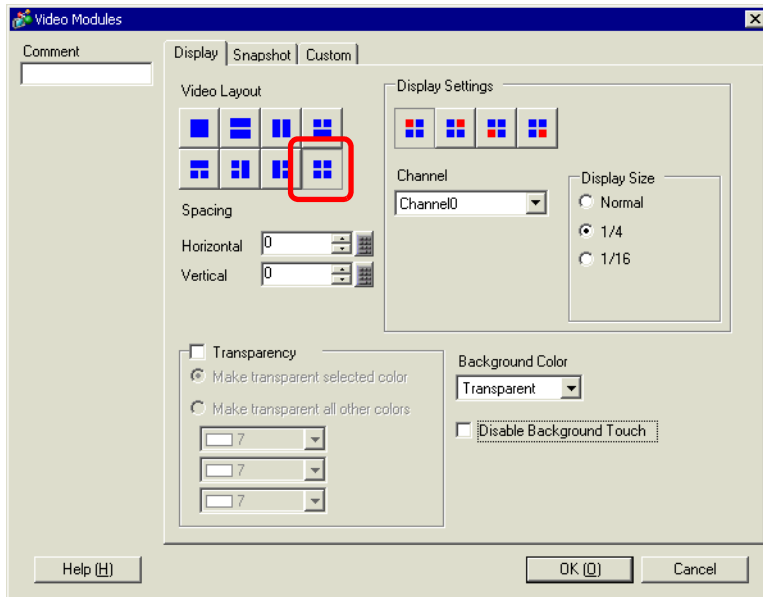 Video Modules
Comment
Display
Snapshot
Custom
Video Layout
Display Settings
Channel
Channel0
Display Size
Normal
1/4
1/16
Spacing
Horizontal
0
Vertical
0
Transparency
Make transparent selected color
Make transparent all other colors
7
7
7
Background Color
Transparent
Disable Background Touch
Help (H)
OK (O)
Cancel